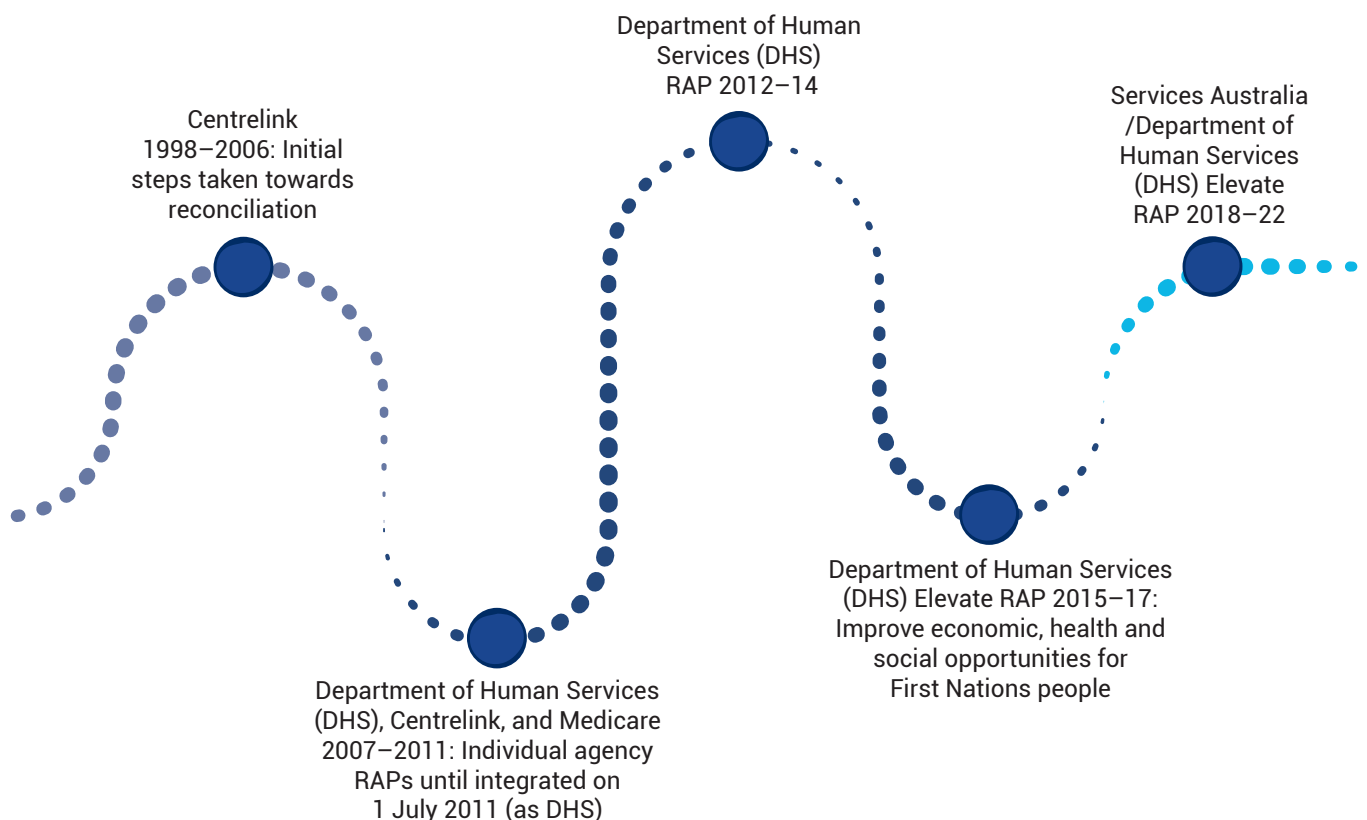 Centrelink
1998–2006: Initial
steps taken towards
reconciliation
Department of Human Services
(DHS), Centrelink, and Medicare
2007–2011: Individual agency
RAPs until integrated on
1 July 2011 (as DHS)
Department of Human
Services (DHS)
RAP 2012–14
Department of Human Services
(DHS) Elevate RAP 2015–17:
Improve economic, health and
social opportunities for
First Nations people
Services Australia
/Department of
Human Services
(DHS) Elevate
RAP 2018–22